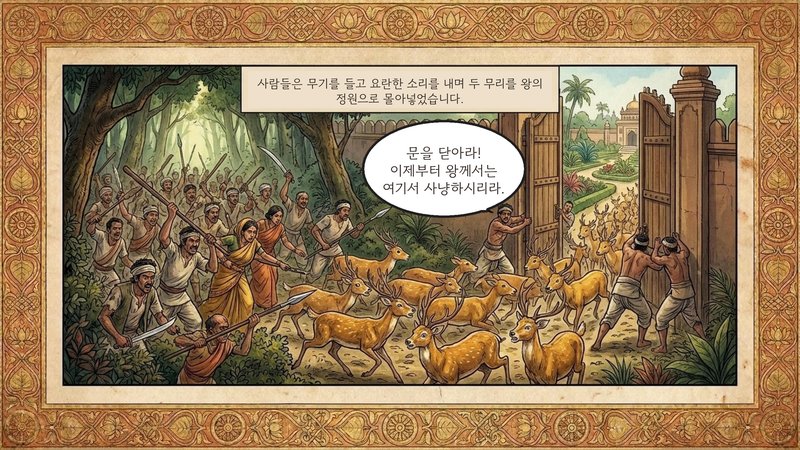 사람들은 무기를 들고 요란한 소리를 내며 두 무리를 왕의
정원으로 몰아넣었습니다.
문을 닫아라!
이제부터 왕께서는
여기서 사냥하시리라.